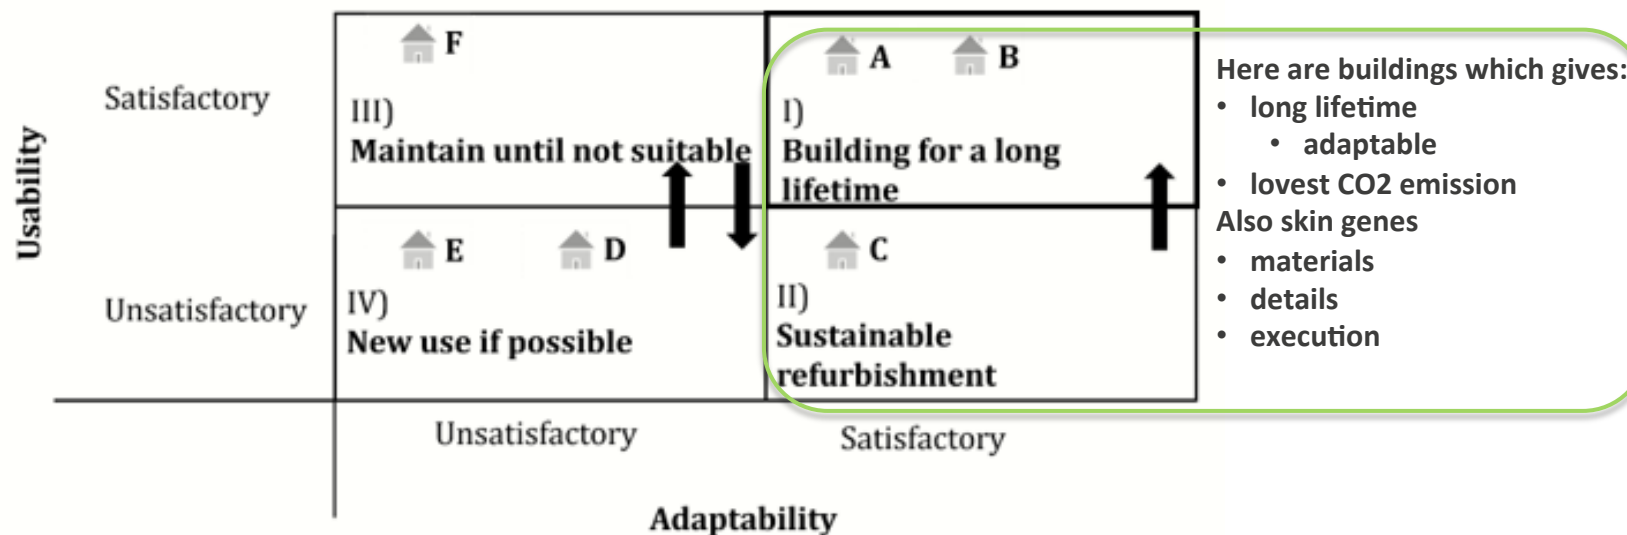 Usability
Satisfactory
Unsatisfactory
F
III)
Maintain until not suitable
A
B
I)
Building for a long
lifetime
E
D
IV)
New use if possible
C
II)
Sustainable
refurbishment
Unsatisfactory
Satisfactory
Adaptability
Here are buildings which gives:
• long lifetime
• adaptable
• lovest CO2 emission
Also skin genes
• materials
• details
• execution